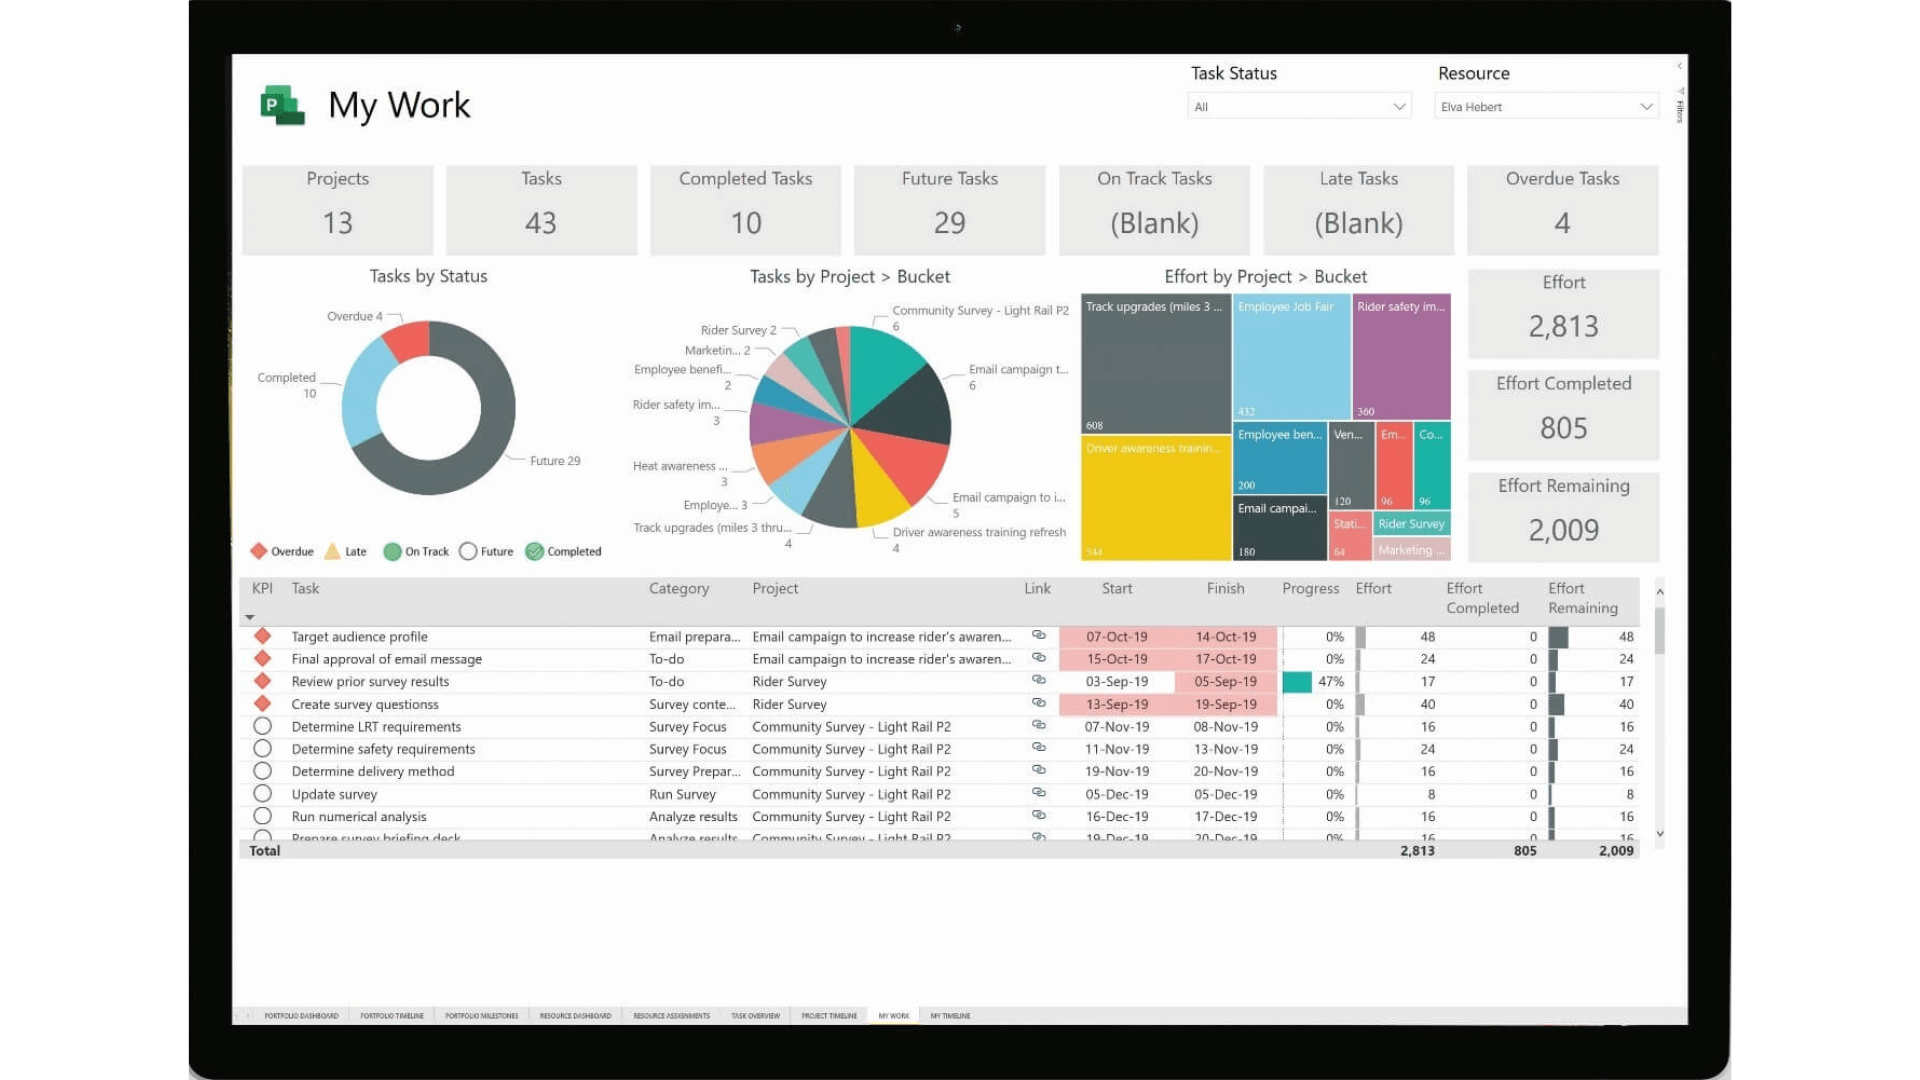 P
My Work
Task Status
All
Resource
Elva Hebert
Filters
Projects
13
Tasks
43
Completed Tasks
10
Future Tasks
29
On Track Tasks
(Blank)
Late Tasks
(Blank)
Overdue Tasks
4
Tasks by Status
Overdue 4
Completed
10
Future 29
Tasks by Project > Bucket
Community Survey - Light Rail P2
6
Email campaign t...
6
Email campaign to i...
5
Driver awareness training refresh
4
Track upgrades (miles 3 thru...
4
Employe... 3
Heat awareness ...
3
Rider safety im...
3
Employee benefi...
2
Marketin... 2
Rider Survey 2
Effort by Project > Bucket
Track upgrades (miles 3 ...
608
Driver awareness trainin...
544
Employee Job Fair
432
Rider safety im...
360
Employee ben...
200
Email campai...
180
Ven...
120
Em...
96
Co...
96
Stati...
64
Rider Survey
Marketing ...
Effort
2,813
Effort Completed
805
Effort Remaining
2,009
Overdue Late On Track Future Completed
KPI Task Category Project Link Start Finish Progress Effort Effort Completed Effort Remaining
Target audience profile Email prepara... Email campaign to increase rider's awaren... 07-Oct-19 14-Oct-19 0% 48 0 48
Final approval of email message To-do Email campaign to increase rider's awaren... 15-Oct-19 17-Oct-19 0% 24 0 24
Review prior survey results To-do Rider Survey 03-Sep-19 05-Sep-19 47% 17 0 17
Create survey questionss Survey conte... Rider Survey 13-Sep-19 19-Sep-19 0% 40 0 40
Determine LRT requirements Survey Focus Community Survey - Light Rail P2 07-Nov-19 08-Nov-19 0% 16 0 16
Determine safety requirements Survey Focus Community Survey - Light Rail P2 11-Nov-19 13-Nov-19 0% 24 0 24
Determine delivery method Survey Prepar... Community Survey - Light Rail P2 19-Nov-19 20-Nov-19 0% 16 0 16
Update survey Run Survey Community Survey - Light Rail P2 05-Dec-19 05-Dec-19 0% 8 0 8
Run numerical analysis Analyze results Community Survey - Light Rail P2 16-Dec-19 17-Dec-19 0% 16 0 16
Prepare survey briefing deck Analyze results Community Survey - Light Rail P2 19-Dec-19 20-Dec-19 0% 16 0 16
Total 2,813 805 2,009
PORTFOLIO DASHBOARD PORTFOLIO TIMELINE PORTFOLIO MILESTONES RESOURCE DASHBOARD RESOURCE ASSIGNMENTS TASK OVERVIEW PROJECT TIMELINE MY WORK MY TIMELINE